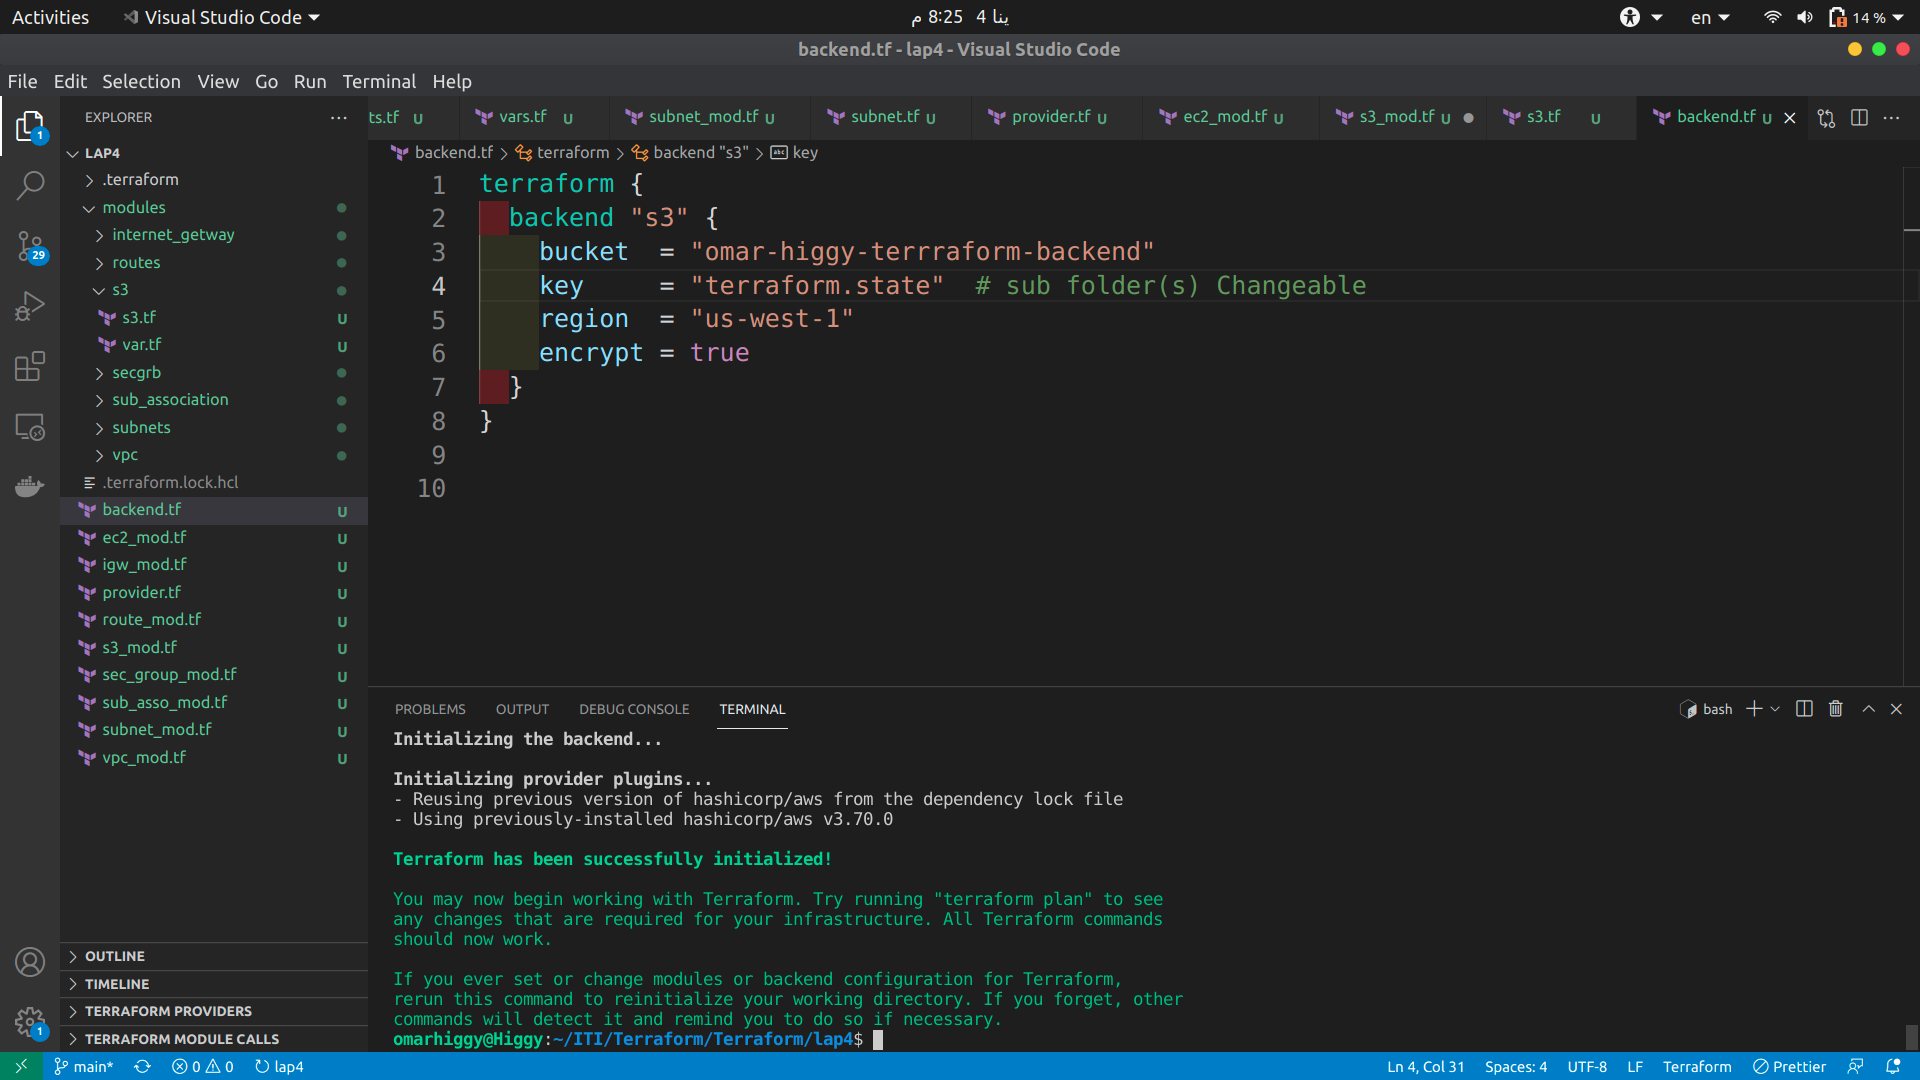 Activities
Visual Studio Code
ينا 4 8:25 م
en
14 %
backend.tf - lap4 - Visual Studio Code
File Edit Selection View Go Run Terminal Help
EXPLORER
ts.tf U
vars.tf U
subnet_mod.tf U
subnet.tf U
provider.tf U
ec2_mod.tf U
s3_mod.tf U
s3.tf U
backend.tf U
LAP4
.terraform
modules
internet_getway
routes
s3
s3.tf U
var.tf U
secgrb
sub_association
subnets
vpc
.terraform.lock.hcl
backend.tf U
ec2_mod.tf U
igw_mod.tf U
provider.tf U
route_mod.tf U
s3_mod.tf U
sec_group_mod.tf U
sub_asso_mod.tf U
subnet_mod.tf U
vpc_mod.tf U
OUTLINE
TIMELINE
TERRAFORM PROVIDERS
TERRAFORM MODULE CALLS
1
29
1
backend.tf > terraform > backend "s3" > abc key
1 terraform {
2   backend "s3" {
3     bucket  = "omar-higgy-terrraform-backend"
4     key     = "terraform.state"  # sub folder(s) Changeable
5     region  = "us-west-1"
6     encrypt = true
7   }
8 }
9
10
PROBLEMS OUTPUT DEBUG CONSOLE TERMINAL
bash
Initializing the backend...
Initializing provider plugins...
- Reusing previous version of hashicorp/aws from the dependency lock file
- Using previously-installed hashicorp/aws v3.70.0
Terraform has been successfully initialized!
You may now begin working with Terraform. Try running "terraform plan" to see
any changes that are required for your infrastructure. All Terraform commands
should now work.
If you ever set or change modules or backend configuration for Terraform,
rerun this command to reinitialize your working directory. If you forget, other
commands will detect it and remind you to do so if necessary.
omarhiggy@Higgy:~/ITI/Terraform/Terraform/lap4$
main* 0 0 lap4
Ln 4, Col 31 Spaces: 4 UTF-8 LF Terraform Prettier